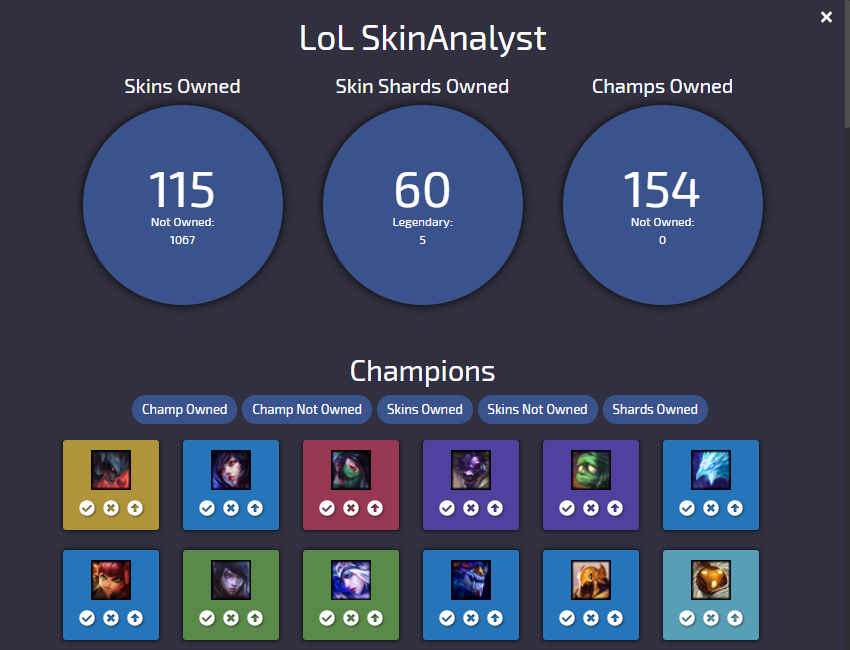 LoL SkinAnalyst
Skins Owned
Skin Shards Owned
Champs Owned
115
Not Owned:
1067
60
Legendary:
5
154
Not Owned:
0
Champions
Champ Owned
Champ Not Owned
Skins Owned
Skins Not Owned
Shards Owned